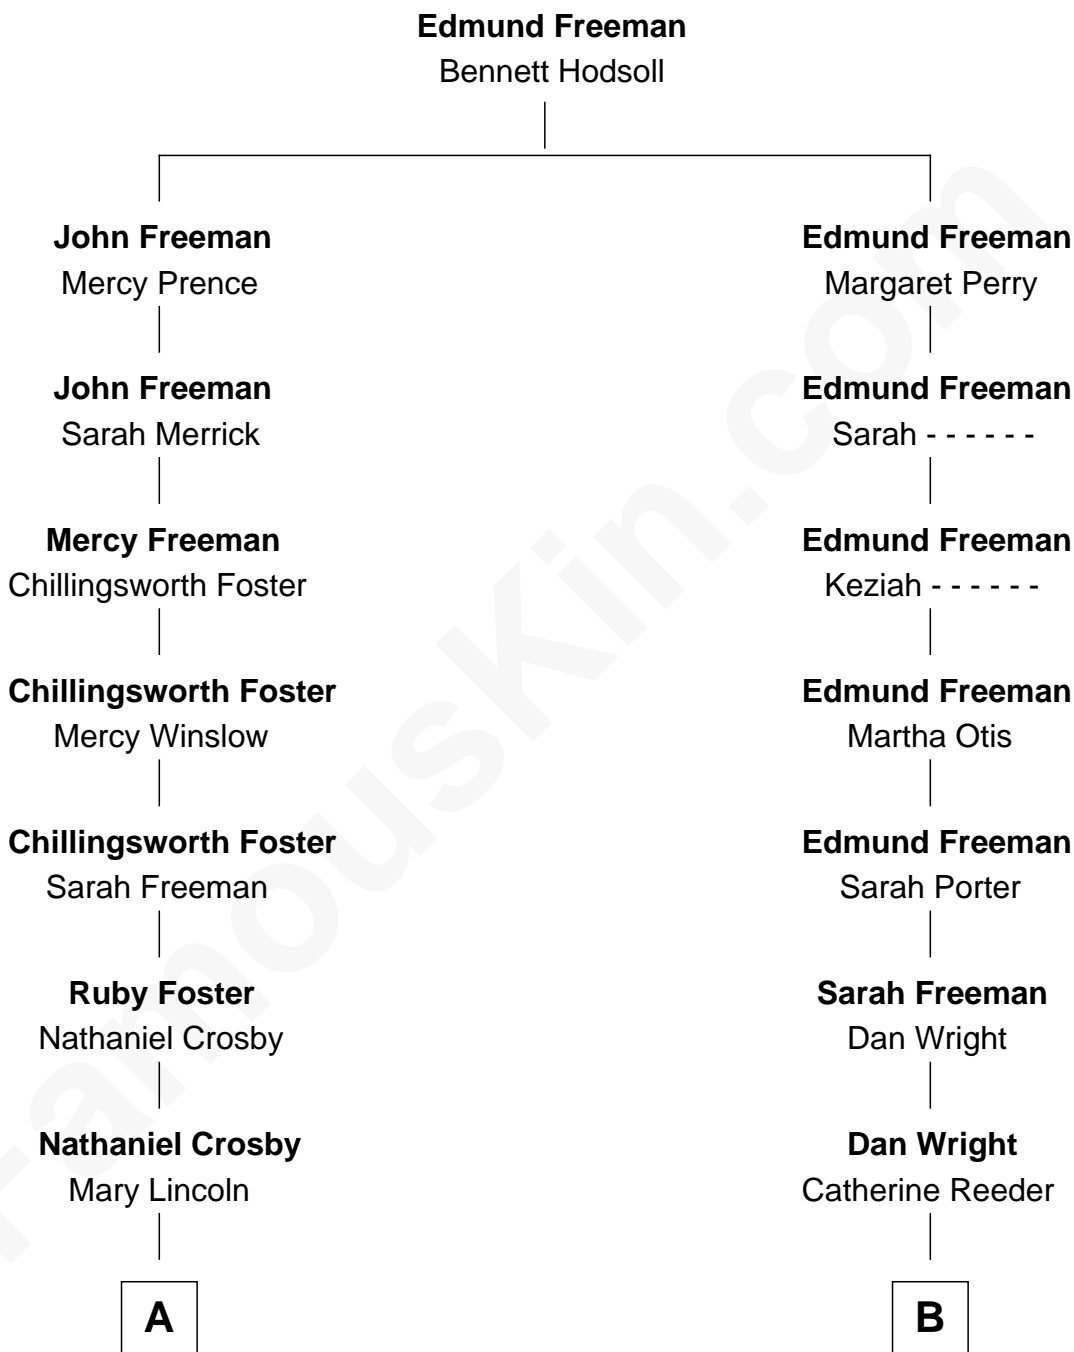 Edmund Freeman
Bennett Hodsoll
John Freeman
Mercy Prence
Edmund Freeman
Margaret Perry
John Freeman
Sarah Merrick
Edmund Freeman
Sarah - - - - - -
Mercy Freeman
Chillingsworth Foster
Edmund Freeman
Keziah - - - - - -
Chillingsworth Foster
Mercy Winslow
Edmund Freeman
Martha Otis
Chillingsworth Foster
Sarah Freeman
Edmund Freeman
Sarah Porter
Ruby Foster
Nathaniel Crosby
Sarah Freeman
Dan Wright
Nathaniel Crosby
Mary Lincoln
Dan Wright
Catherine Reeder
A
B
FamousKin.com